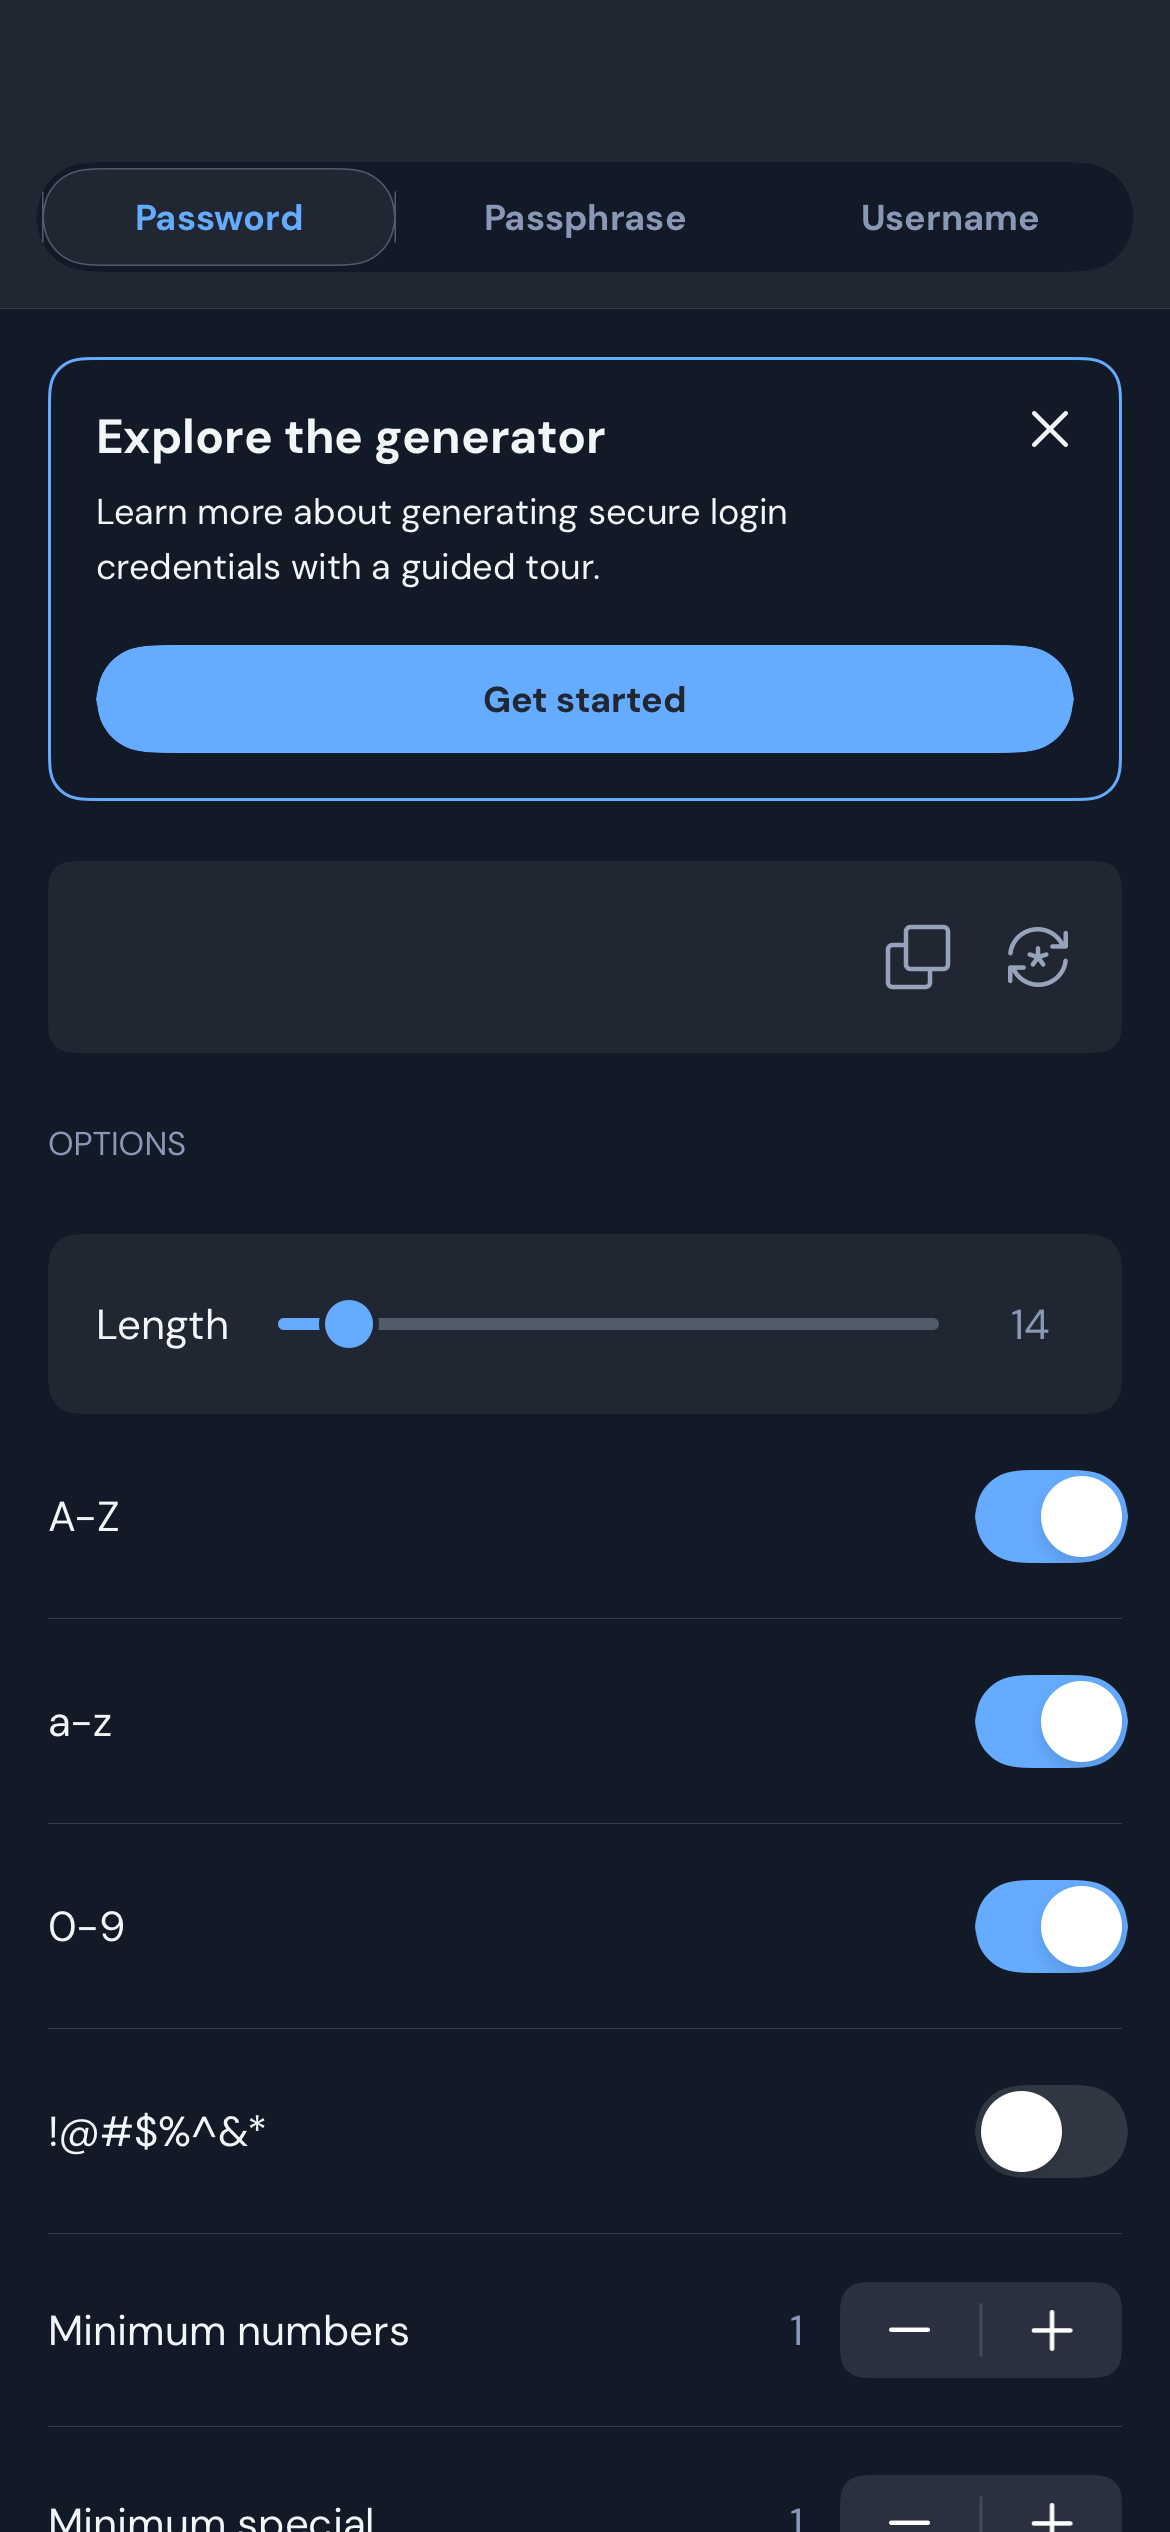 Password Passphrase Username
Explore the generator
Learn more about generating secure login
credentials with a guided tour.
Get started
OPTIONS
Length 14
A-Z
a-z
0-9
!@#$%^&*
Minimum numbers 1
Minimum special 1